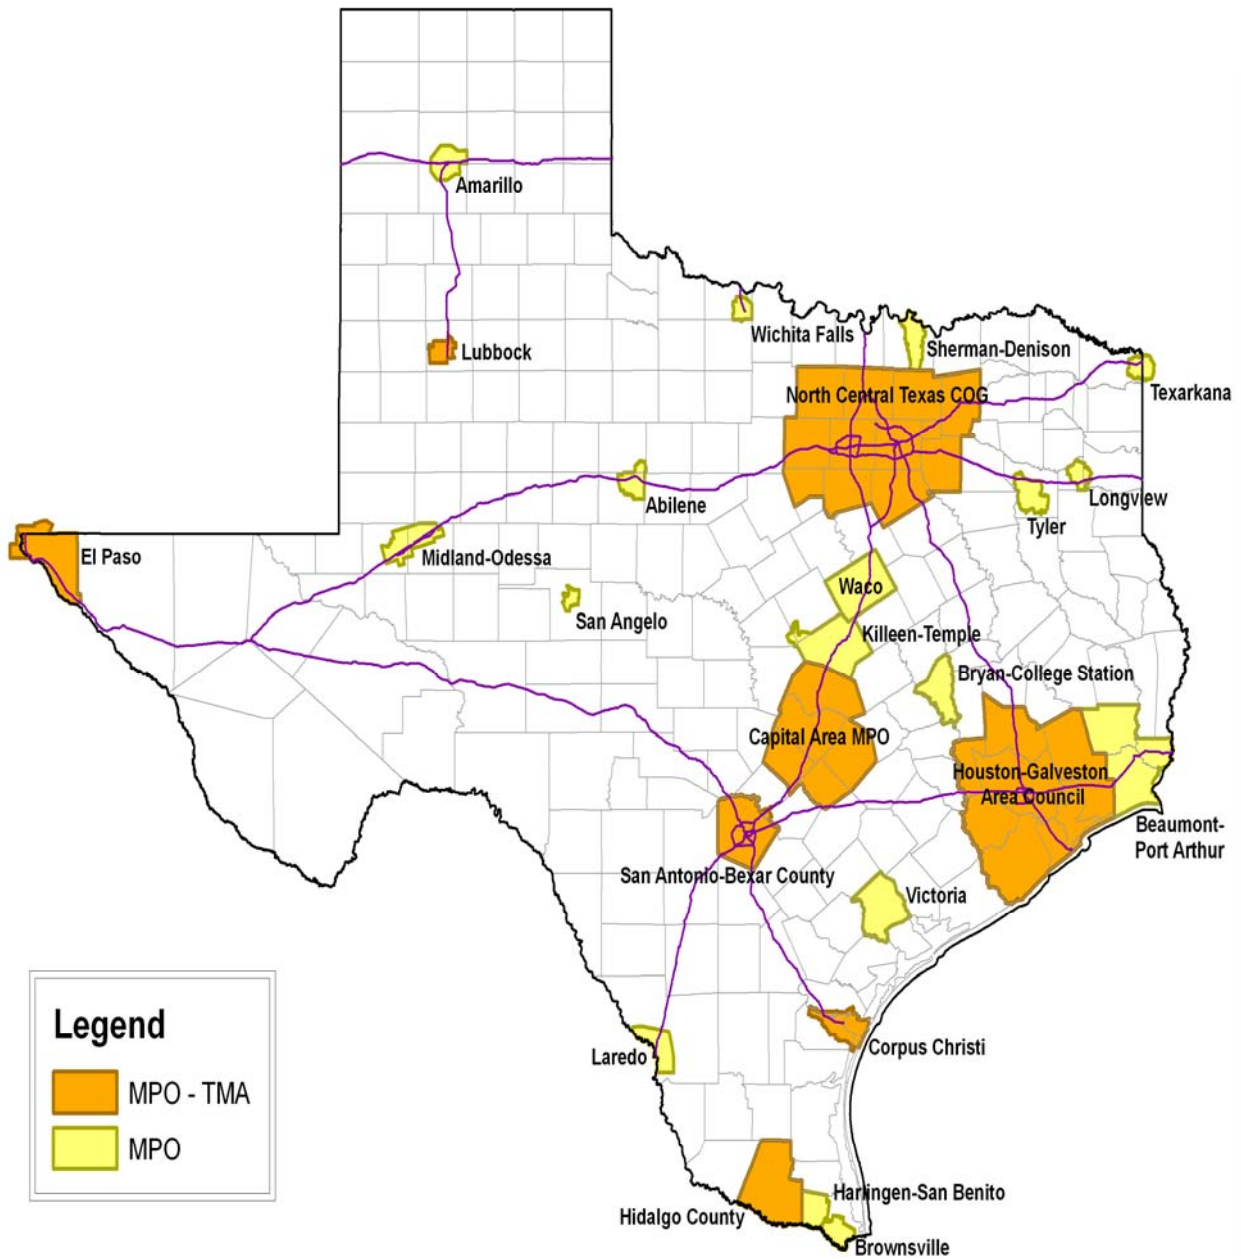 Amarillo
Lubbock
Wichita Falls
Sherman-Denison
North Central Texas COG
Texarkana
Abilene
Longview
Tyler
El Paso
Midland-Odessa
San Angelo
Waco
Killeen-Temple
Bryan-College Station
Capital Area MPO
Houston-Galveston
Area Council
Beaumont-
Port Arthur
San Antonio-Bexar County
Victoria
Legend
MPO - TMA
MPO
Laredo
Corpus Christi
Harlingen-San Benito
Hidalgo County
Brownsville